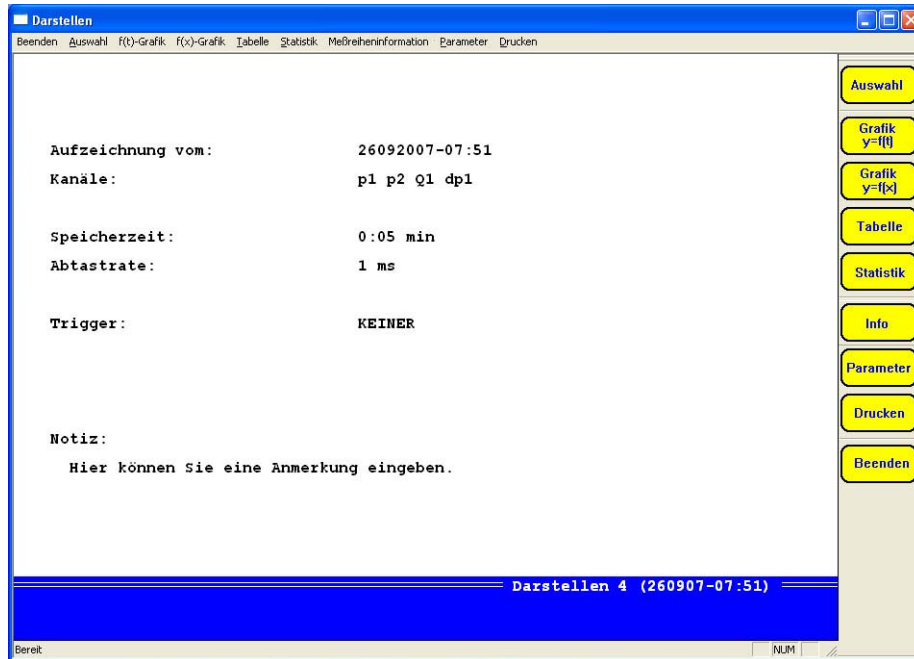 Darstellen
Beenden Auswahl f(t)-Grafik f(x)-Grafik Tabelle Statistik Meßreiheninformation Parameter Drucken
Auswahl
Grafik
y=f(t)
Grafik
y=f(x)
Tabelle
Statistik
Info
Parameter
Drucken
Beenden
Aufzeichnung vom: 26092007-07:51
Kanäle: p1 p2 Q1 dp1
Speicherzeit: 0:05 min
Abtastrate: 1 ms
Trigger: KEINER
Notiz:
Hier können Sie eine Anmerkung eingeben.
Darstellen 4 (260907-07:51)
Bereit NUM